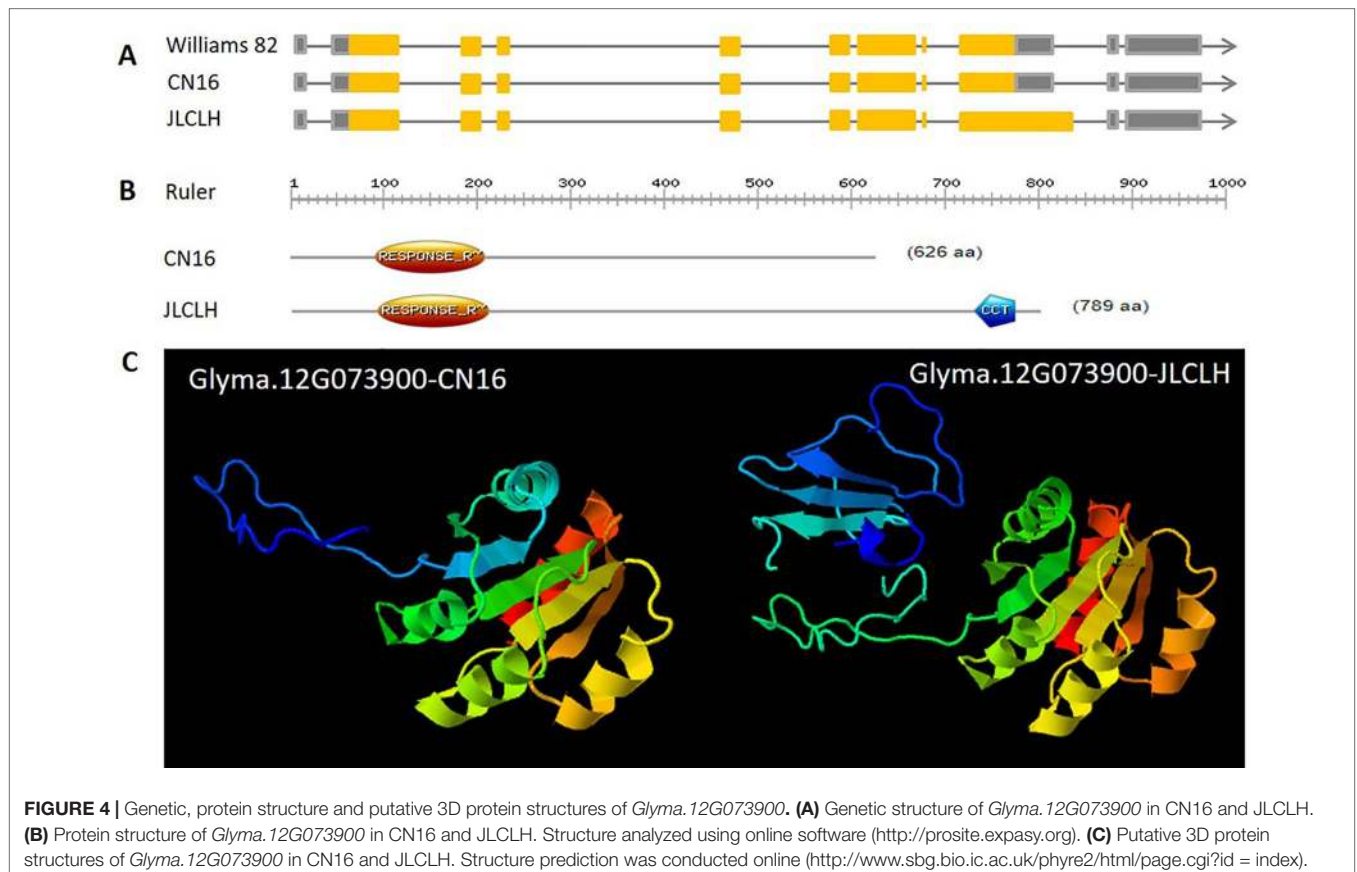 A
Williams 82
CN16
JLCLH
B
Ruler
1 100 200 300 400 500 600 700 800 900 1000
CN16
RESPONSE_R
(626 aa)
JLCLH
RESPONSE_R
CCT
(789 aa)
C
Glyma.12G073900-CN16
Glyma.12G073900-JLCLH
FIGURE 4 | Genetic, protein structure and putative 3D protein structures of Glyma.12G073900. (A) Genetic structure of Glyma.12G073900 in CN16 and JLCLH.
(B) Protein structure of Glyma.12G073900 in CN16 and JLCLH. Structure analyzed using online software (http://prosite.expasy.org). (C) Putative 3D protein
structures of Glyma.12G073900 in CN16 and JLCLH. Structure prediction was conducted online (http://www.sbg.bio.ic.ac.uk/phyre2/html/page.cgi?id = index).